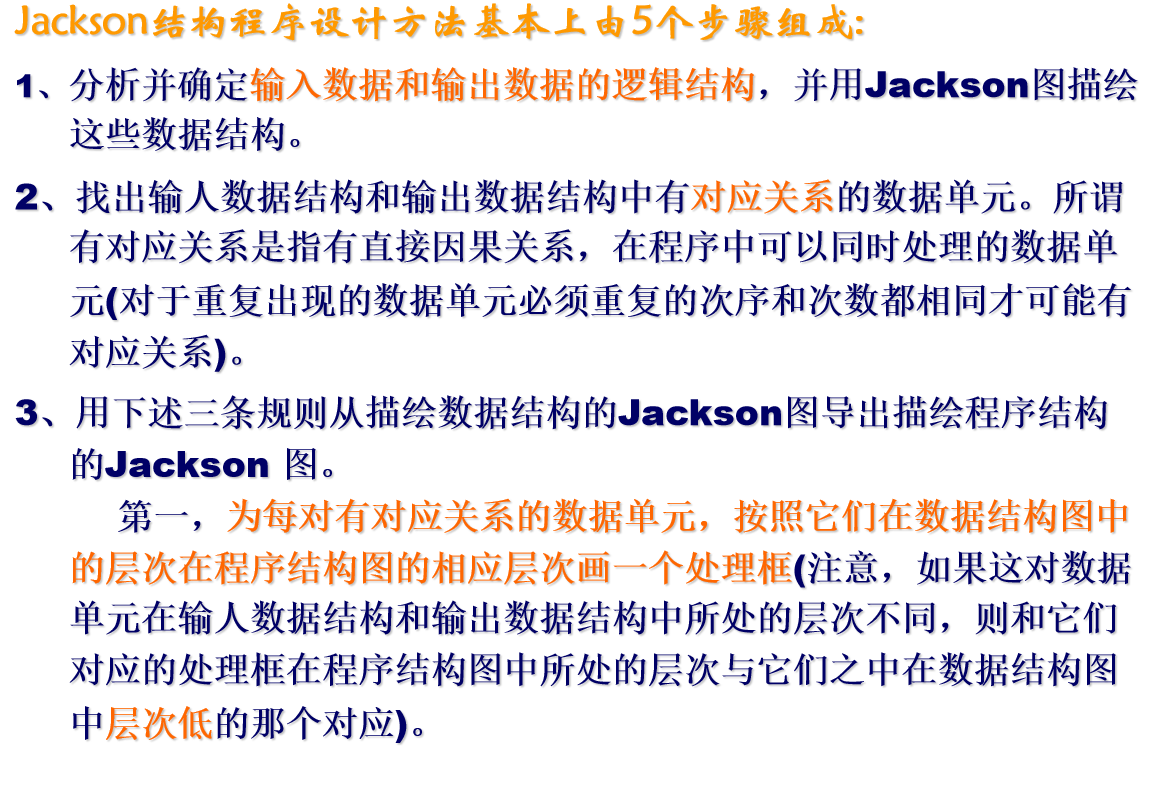 Jackson结构程序设计方法基本上由5个步骤组成:
1、分析并确定输入数据和输出数据的逻辑结构，并用Jackson图描绘
这些数据结构。
2、找出输人数据结构和输出数据结构中有对应关系的数据单元。所谓
有对应关系是指有直接因果关系，在程序中可以同时处理的数据单
元(对于重复出现的数据单元必须重复的次序和次数都相同才可能有
对应关系)。
3、用下述三条规则从描绘数据结构的Jackson图导出描绘程序结构
的Jackson 图。
第一，为每对有对应关系的数据单元，按照它们在数据结构图中
的层次在程序结构图的相应层次画一个处理框(注意，如果这对数据
单元在输人数据结构和输出数据结构中所处的层次不同，则和它们
对应的处理框在程序结构图中所处的层次与它们之中在数据结构图
中层次低的那个对应)。